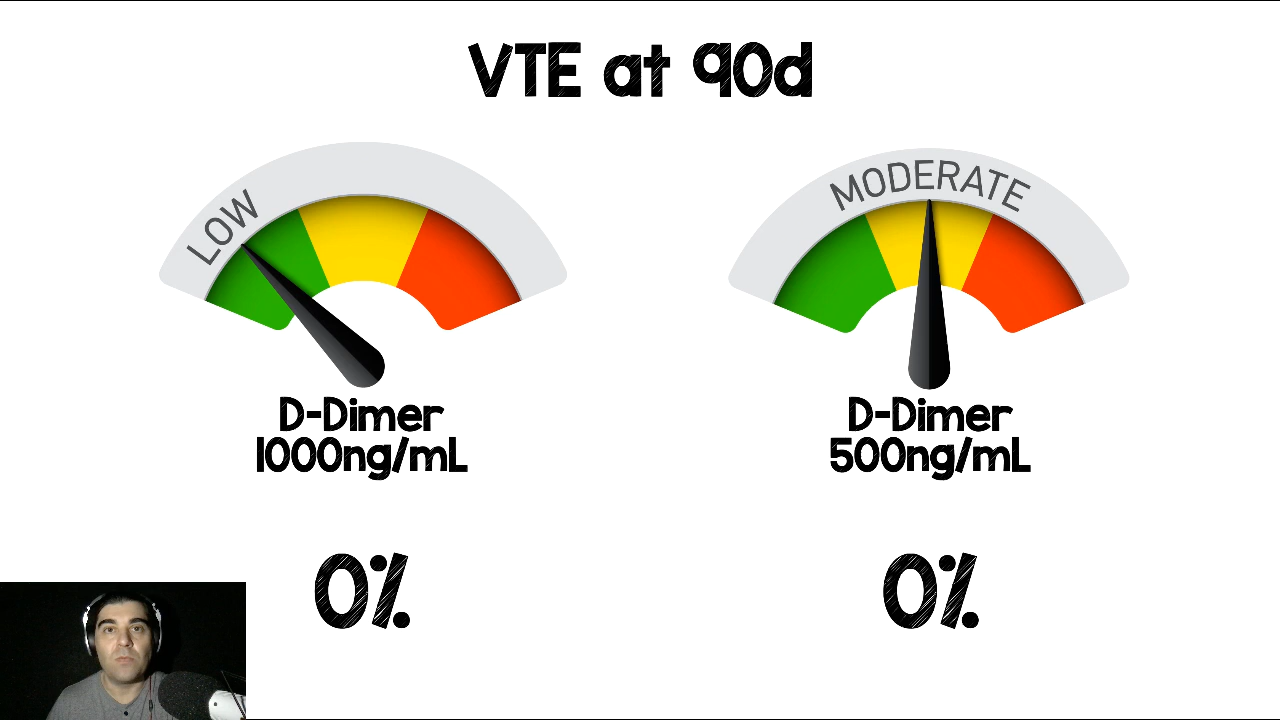 VTE at 90d
LOW
MODERATE
D-Dimer
1000ng/mL
D-Dimer
500ng/mL
0%
0%